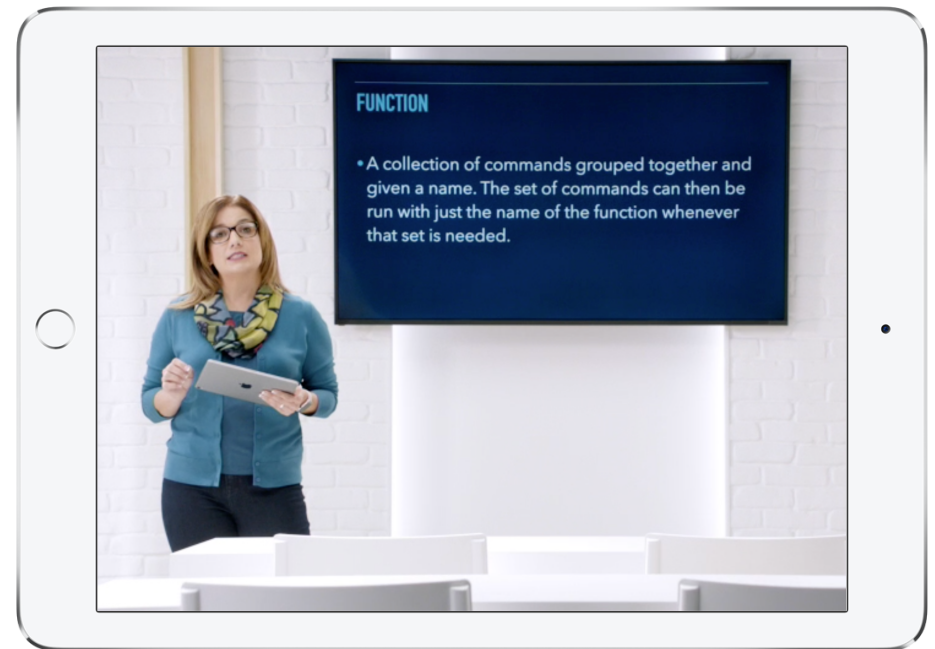 FUNCTION
• A collection of commands grouped together and
given a name. The set of commands can then be
run with just the name of the function whenever
that set is needed.